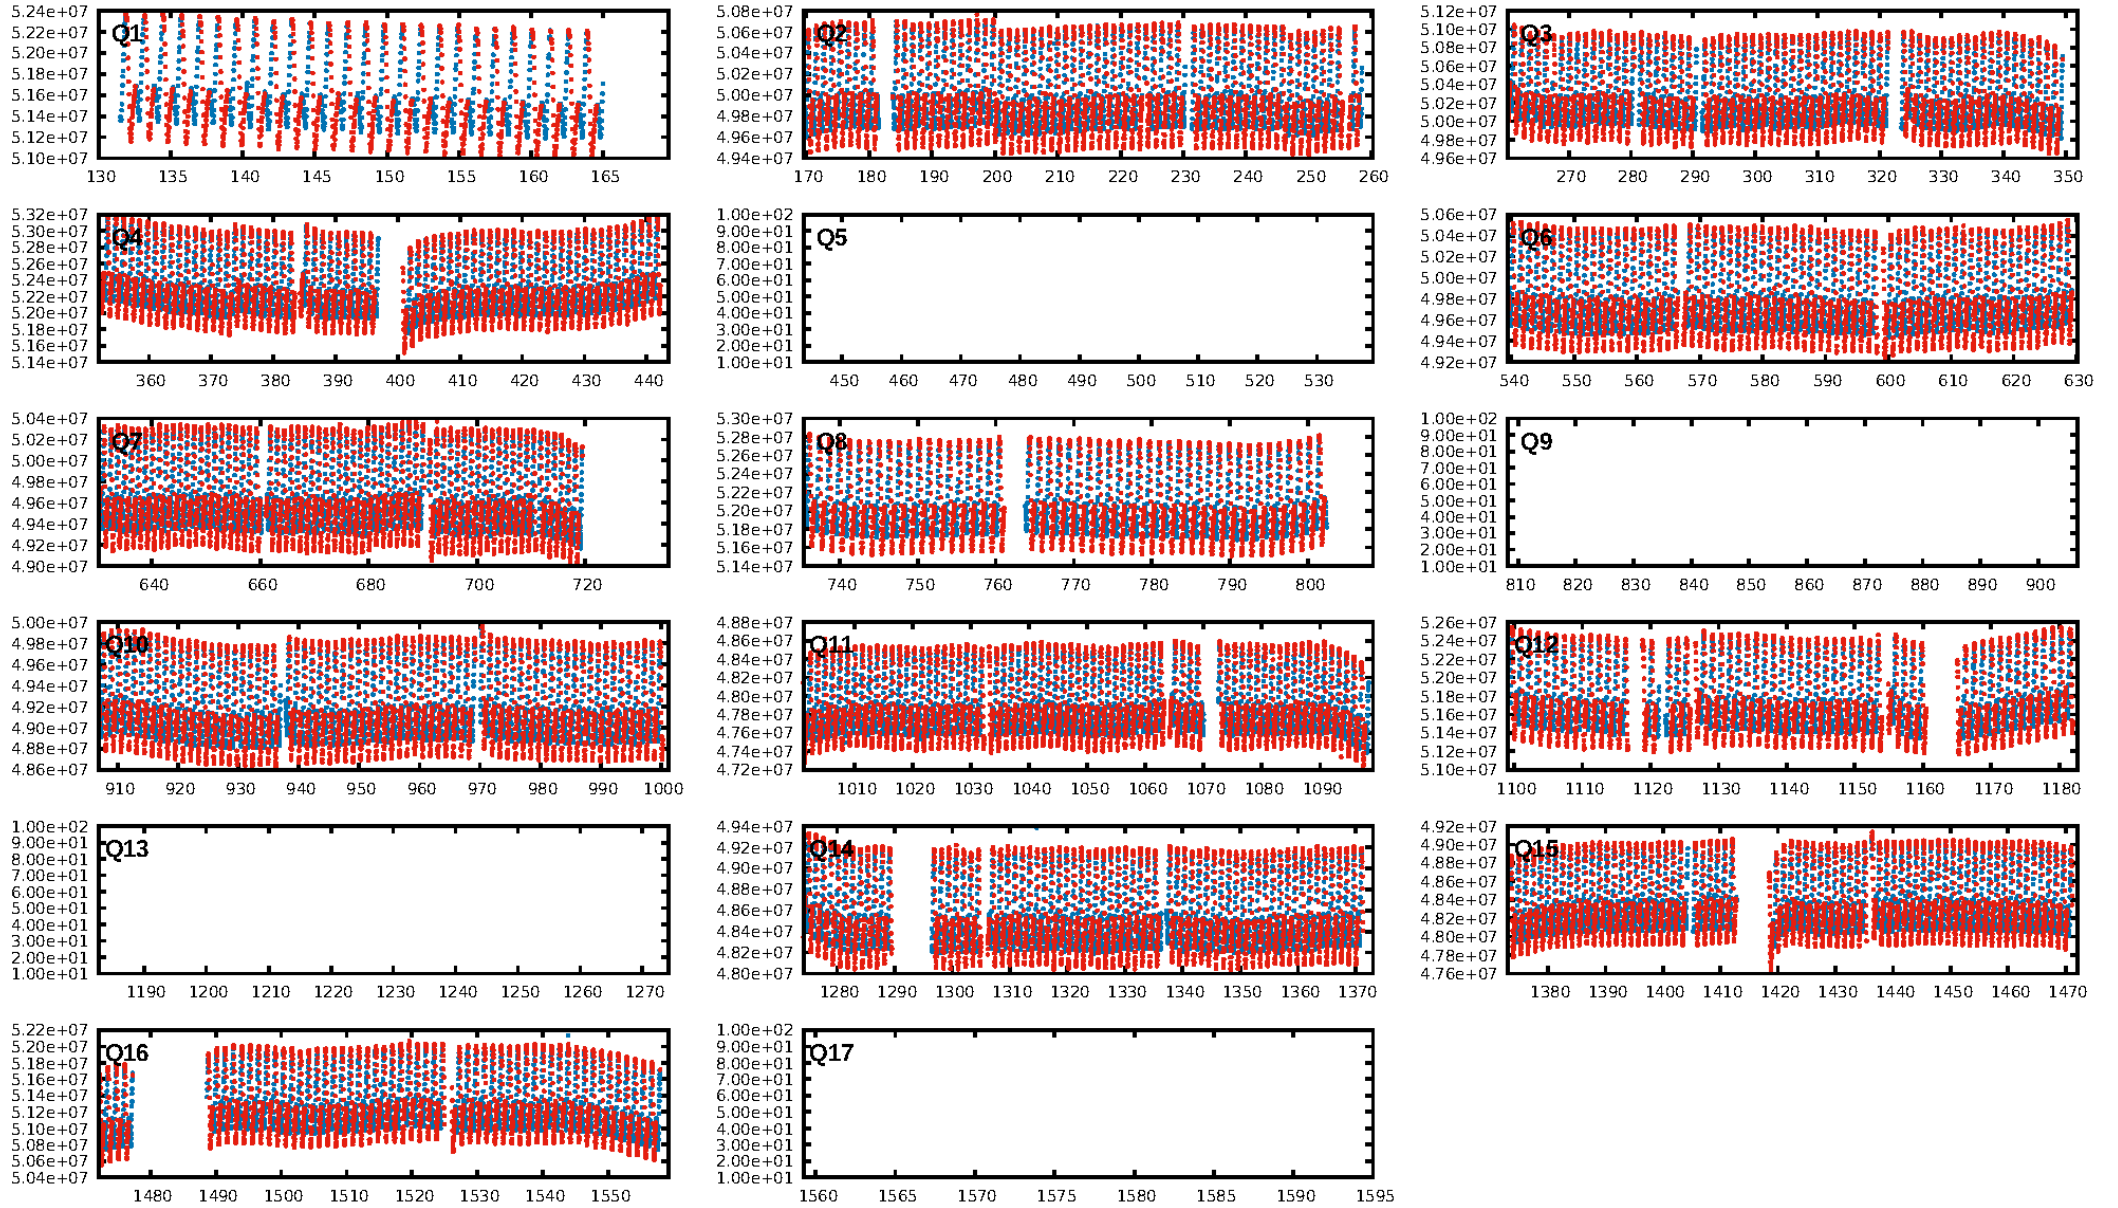 Q1
5.24e+07
5.22e+07
5.20e+07
5.18e+07
5.16e+07
5.14e+07
5.12e+07
5.10e+07
130 135 140 145 150 155 160 165
Q2
5.08e+07
5.06e+07
5.04e+07
5.02e+07
5.00e+07
4.98e+07
4.96e+07
4.94e+07
170 180 190 200 210 220 230 240 250 260
Q3
5.12e+07
5.10e+07
5.08e+07
5.06e+07
5.04e+07
5.02e+07
5.00e+07
4.98e+07
4.96e+07
270 280 290 300 310 320 330 340 350
Q4
5.32e+07
5.30e+07
5.28e+07
5.26e+07
5.24e+07
5.22e+07
5.20e+07
5.18e+07
5.16e+07
5.14e+07
360 370 380 390 400 410 420 430 440
Q5
1.00e+02
9.00e+01
8.00e+01
7.00e+01
6.00e+01
5.00e+01
4.00e+01
3.00e+01
2.00e+01
1.00e+01
450 460 470 480 490 500 510 520 530
Q6
5.06e+07
5.04e+07
5.02e+07
5.00e+07
4.98e+07
4.96e+07
4.94e+07
4.92e+07
540 550 560 570 580 590 600 610 620 630
Q7
5.04e+07
5.02e+07
5.00e+07
4.98e+07
4.96e+07
4.94e+07
4.92e+07
4.90e+07
640 660 680 700 720
Q8
5.30e+07
5.28e+07
5.26e+07
5.24e+07
5.22e+07
5.20e+07
5.18e+07
5.16e+07
5.14e+07
740 750 760 770 780 790 800
Q9
1.00e+02
9.00e+01
8.00e+01
7.00e+01
6.00e+01
5.00e+01
4.00e+01
3.00e+01
2.00e+01
1.00e+01
810 820 830 840 850 860 870 880 890 900
Q10
5.00e+07
4.98e+07
4.96e+07
4.94e+07
4.92e+07
4.90e+07
4.88e+07
4.86e+07
910 920 930 940 950 960 970 980 990 1000
Q11
4.88e+07
4.86e+07
4.84e+07
4.82e+07
4.80e+07
4.78e+07
4.76e+07
4.74e+07
4.72e+07
1010 1020 1030 1040 1050 1060 1070 1080 1090
Q12
5.26e+07
5.24e+07
5.22e+07
5.20e+07
5.18e+07
5.16e+07
5.14e+07
5.12e+07
5.10e+07
1100 1110 1120 1130 1140 1150 1160 1170 1180
Q13
1.00e+02
9.00e+01
8.00e+01
7.00e+01
6.00e+01
5.00e+01
4.00e+01
3.00e+01
2.00e+01
1.00e+01
1190 1200 1210 1220 1230 1240 1250 1260 1270
Q14
4.94e+07
4.92e+07
4.90e+07
4.88e+07
4.86e+07
4.84e+07
4.82e+07
4.80e+07
1280 1290 1300 1310 1320 1330 1340 1350 1360 1370
Q15
4.92e+07
4.90e+07
4.88e+07
4.86e+07
4.84e+07
4.82e+07
4.80e+07
4.78e+07
4.76e+07
1380 1390 1400 1410 1420 1430 1440 1450 1460 1470
Q16
5.22e+07
5.20e+07
5.18e+07
5.16e+07
5.14e+07
5.12e+07
5.10e+07
5.08e+07
5.06e+07
5.04e+07
1480 1490 1500 1510 1520 1530 1540 1550
Q17
1.00e+02
9.00e+01
8.00e+01
7.00e+01
6.00e+01
5.00e+01
4.00e+01
3.00e+01
2.00e+01
1.00e+01
1560 1565 1570 1575 1580 1585 1590 1595